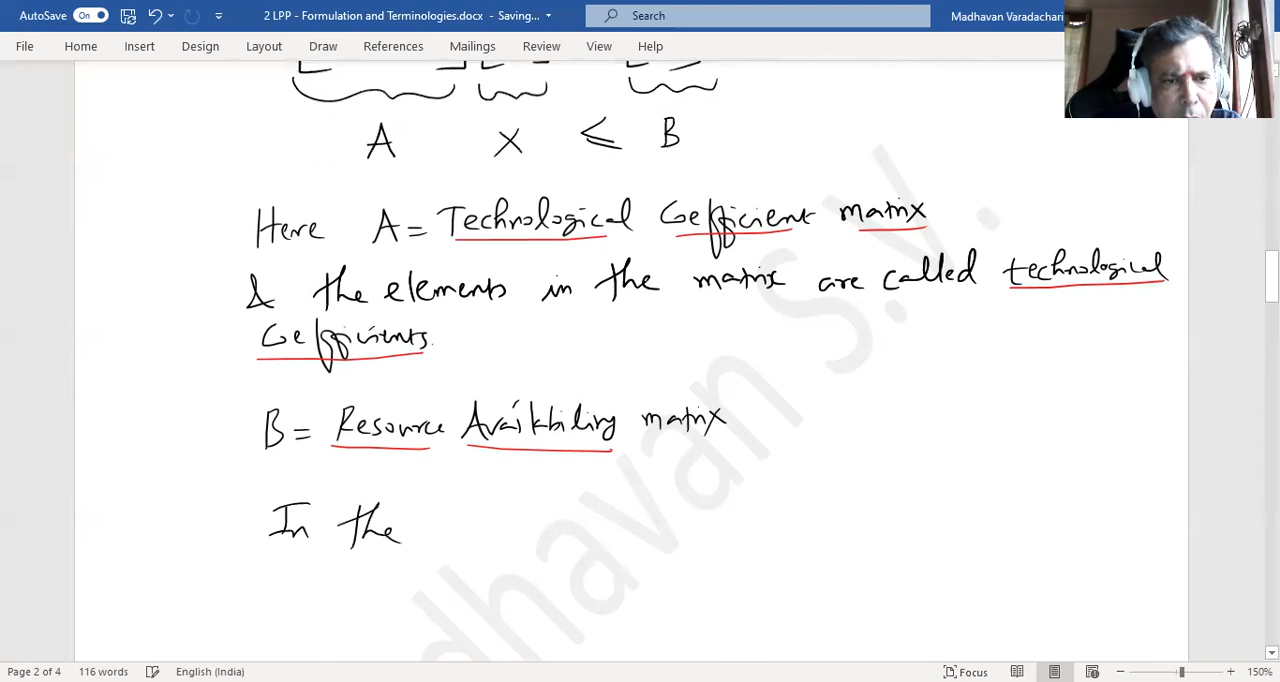 AutoSave On 2 LPP - Formulation and Terminologies.docx - Saving... Search Madhavan Varadachari
File Home Insert Design Layout Draw References Mailings Review View Help
A X ≤ B
Here A = Technological Coefficient matrix
& the elements in the matrix are called technological
Coefficients.
B = Resource Availability matrix
In the
dhavan S.V.
Page 2 of 4 116 words English (India) Focus 150%